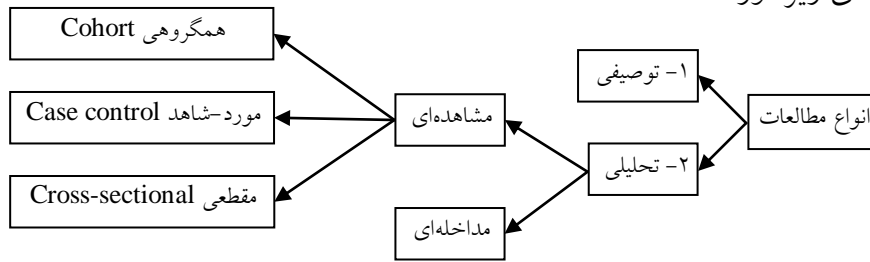 انواع مطالعات
۱- توصیفی
۲- تحلیلی
مشاهده‌ای
مداخله‌ای
همگروهی Cohort
مورد-شاهد Case control
مقطعی Cross-sectional